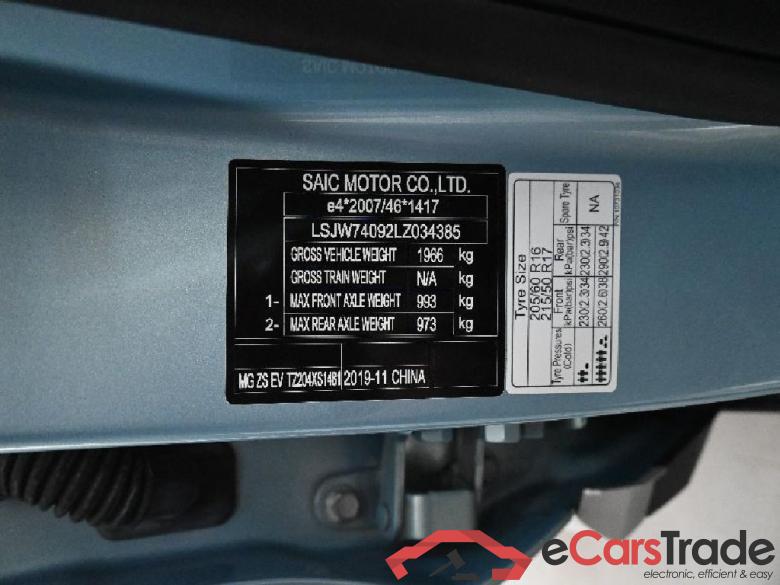 SAIC MOTOR CO.,LTD.
e4*2007/46*1417
LSJW74092LZ034385
GROSS VEHICLE WEIGHT 1966 kg
GROSS TRAIN WEIGHT N/A kg
1- MAX FRONT AXLE WEIGHT 993 kg
2- MAX REAR AXLE WEIGHT 973 kg
MG ZS EV TZ204XS1481 2019-11 CHINA
Tyre Size
205/60 R16
215/50 R17
Tyre Pressures (Cold)
Front kPa(bar)psi
Rear kPa(bar)psi
Spare Tyre
230(2.3)34 230(2.3)34
260(2.6)38 290(2.9)42
NA
eCarsTrade
electronic, efficient & easy